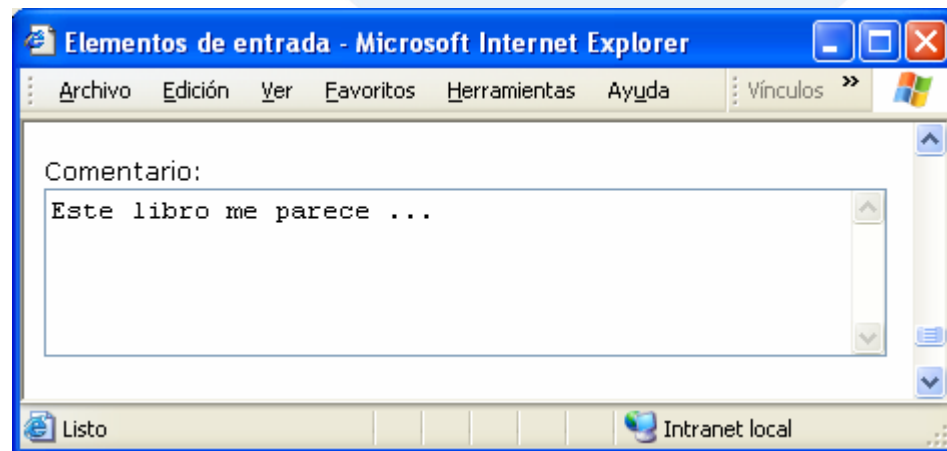 Elementos de entrada - Microsoft Internet Explorer
Archivo Edición Ver Favoritos Herramientas Ayuda Vínculos »
Comentario:
Este libro me parece ...
Listo Intranet local